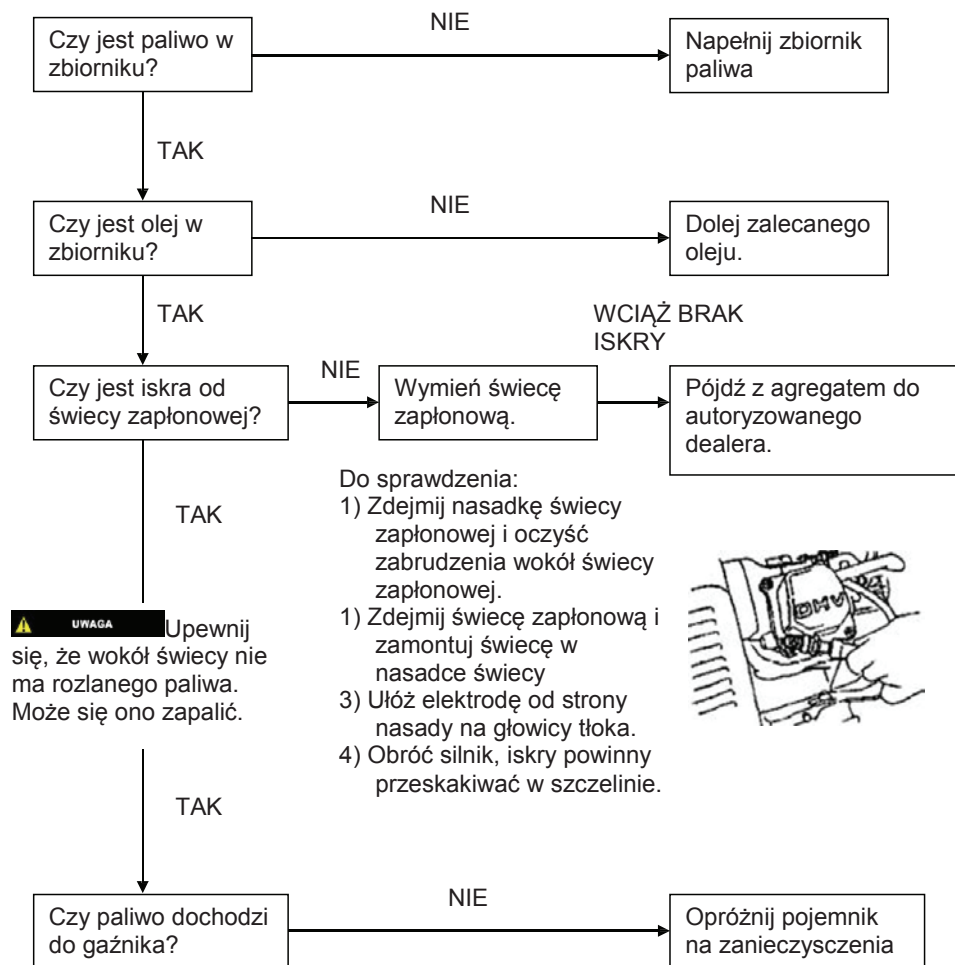 NIE
Czy jest paliwo w
zbiorniku?
Napełnij zbiornik
paliwa
TAK
NIE
Czy jest olej w
zbiorniku?
Dolej zalecanego
oleju.
TAK
WCIĄŻ BRAK
ISKRY
NIE
Czy jest iskra od
świecy zapłonowej?
Wymień świecę
zapłonową.
Pójdź z agregatem do
autoryzowanego
dealera.
TAK
Do sprawdzenia:
1) Zdejmij nasadkę świecy
zapłonowej i oczyść
zabrudzenia wokół świecy
zapłonowej.
1) Zdejmij świecę zapłonową i
zamontuj świecę w
nasadce świecy
3) Ułóż elektrodę od strony
nasady na głowicy tłoka.
4) Obróć silnik, iskry powinny
przeskakiwać w szczelinie.
OHV
UWAGA Upewnij
się, że wokół świecy nie
ma rozlanego paliwa.
Może się ono zapalić.
TAK
NIE
Czy paliwo dochodzi
do gaźnika?
Opróżnij pojemnik
na zanieczysczenia